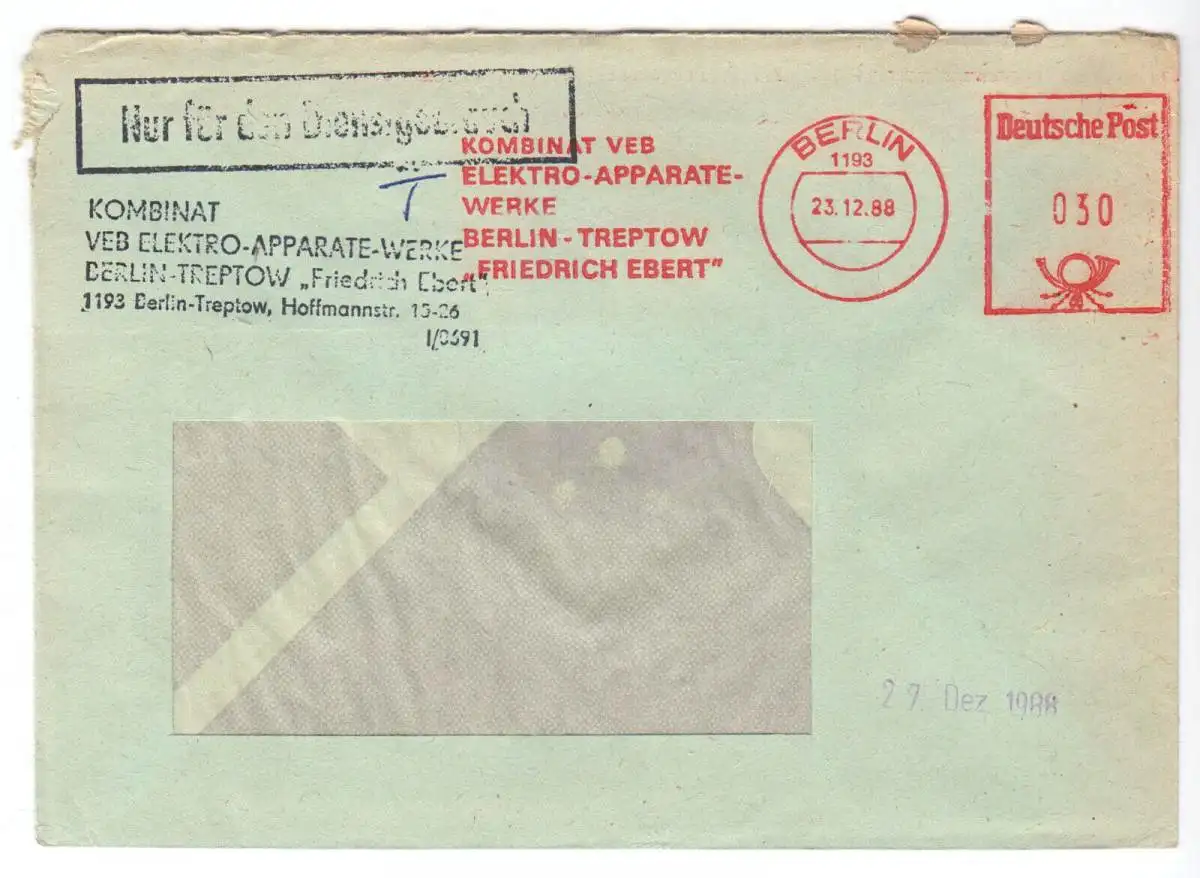 Nur für den Dienstgebrauch
KOMBINAT
VEB ELEKTRO-APPARATE-WERKE
BERLIN-TREPTOW „Friedrich Ebert"
1193 Berlin-Treptow, Hoffmannstr. 15-26
KOMBINAT VEB
ELEKTRO-APPARATE-
WERKE
BERLIN-TREPTOW
„FRIEDRICH EBERT"
BERLIN
1193
23.12.88
Deutsche Post
030
27. Dez 1988